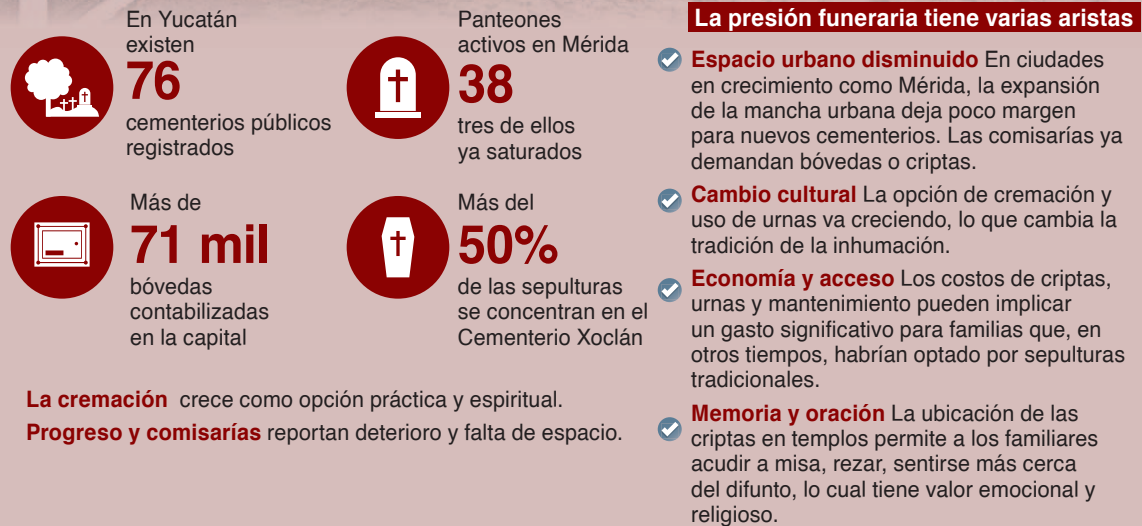 En Yucatán
existen
76
cementerios públicos
registrados
Panteones
activos en Mérida
38
tres de ellos
ya saturados
Más de
71 mil
bóvedas
contabilizadas
en la capital
Más del
50%
de las sepulturas
se concentran en el
Cementerio Xoclán
La cremación crece como opción práctica y espiritual.
Progreso y comisarías reportan deterioro y falta de espacio.
La presión funeraria tiene varias aristas
Espacio urbano disminuido En ciudades
en crecimiento como Mérida, la expansión
de la mancha urbana deja poco margen
para nuevos cementerios. Las comisarías ya
demandan bóvedas o criptas.
Cambio cultural La opción de cremación y
uso de urnas va creciendo, lo que cambia la
tradición de la inhumación.
Economía y acceso Los costos de criptas,
urnas y mantenimiento pueden implicar
un gasto significativo para familias que, en
otros tiempos, habrían optado por sepulturas
tradicionales.
Memoria y oración La ubicación de las
criptas en templos permite a los familiares
acudir a misa, rezar, sentirse más cerca
del difunto, lo cual tiene valor emocional y
religioso.